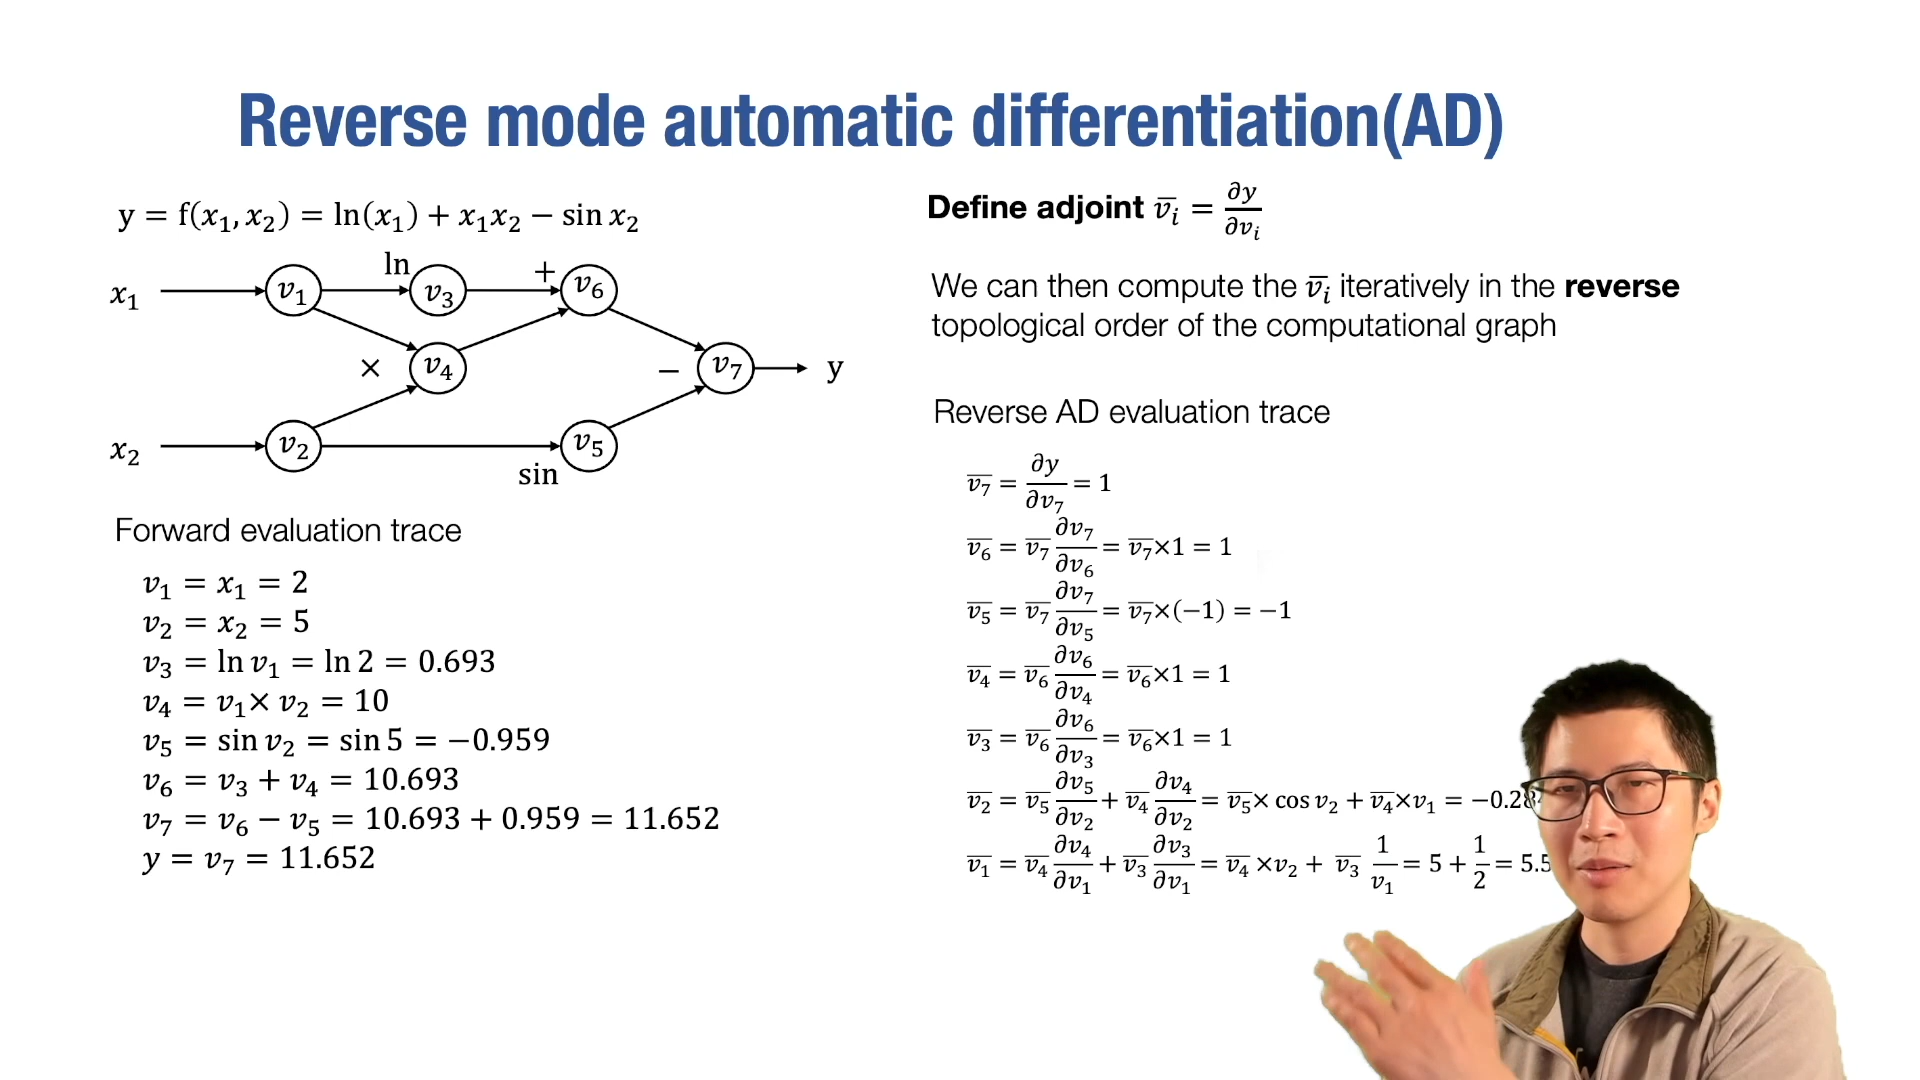 Reverse mode automatic differentiation(AD)
y = f(x₁, x₂) = ln(x₁) + x₁x₂ − sin x₂
x₁ v₁ ln v₃ + v₆
× v₄ − v₇ y
x₂ v₂ sin v₅
Forward evaluation trace
v₁ = x₁ = 2
v₂ = x₂ = 5
v₃ = ln v₁ = ln 2 = 0.693
v₄ = v₁× v₂ = 10
v₅ = sin v₂ = sin 5 = −0.959
v₆ = v₃ + v₄ = 10.693
v₇ = v₆ − v₅ = 10.693 + 0.959 = 11.652
y = v₇ = 11.652
Define adjoint v̅ᵢ = ∂y/∂vᵢ
We can then compute the v̅ᵢ iteratively in the reverse
topological order of the computational graph
Reverse AD evaluation trace
v̅₇ = ∂y/∂v₇ = 1
v̅₆ = v̅₇ ∂v₇/∂v₆ = v̅₇×1 = 1
v̅₅ = v̅₇ ∂v₇/∂v₅ = v̅₇×(−1) = −1
v̅₄ = v̅₆ ∂v₆/∂v₄ = v̅₆×1 = 1
v̅₃ = v̅₆ ∂v₆/∂v₃ = v̅₆×1 = 1
v̅₂ = v̅₅ ∂v₅/∂v₂ + v̅₄ ∂v₄/∂v₂ = v̅₅× cos v₂ + v̅₄×v₁ =
v̅₁ = v̅₄ ∂v₄/∂v₁ + v̅₃ ∂v₃/∂v₁ = v̅₄ ×v₂ + v̅₃ 1/v₁ = 5 + 1/2 = 5.5